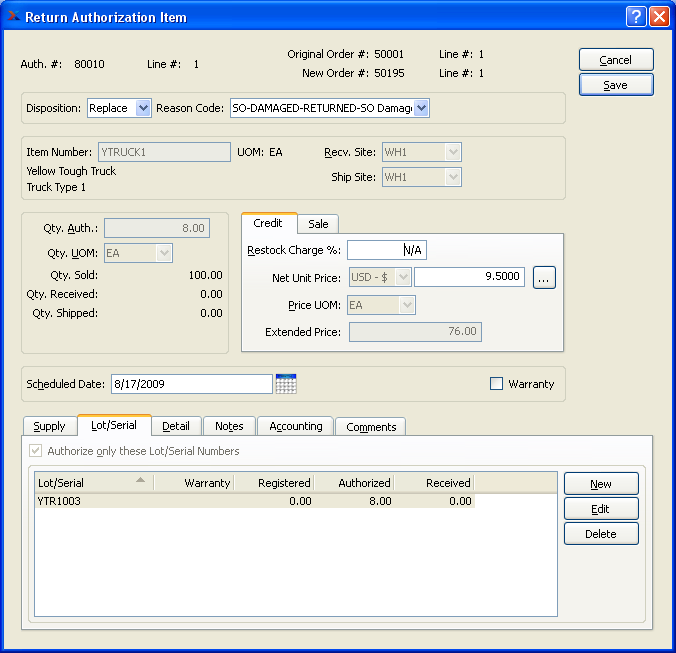 Return Authorization Item
Auth. #: 80010 Line #: 1 Original Order #: 50001 Line #: 1
New Order #: 50195 Line #: 1
Cancel
Save
Disposition: Replace Reason Code: SO-DAMAGED-RETURNED-SO Damag
Item Number: YTRUCK1 UOM: EA Recv. Site: WH1
Yellow Tough Truck
Truck Type 1 Ship Site: WH1
Qty. Auth.: 8.00
Qty. UOM: EA
Qty. Sold: 100.00
Qty. Received: 0.00
Qty. Shipped: 0.00
Credit Sale
Restock Charge %: N/A
Net Unit Price: USD - $ 9.5000 ...
Price UOM: EA
Extended Price: 76.00
Scheduled Date: 8/17/2009 Warranty
Supply Lot/Serial Detail Notes Accounting Comments
Authorize only these Lot/Serial Numbers
Lot/Serial Warranty Registered Authorized Received
YTR1003 0.00 8.00 0.00
New
Edit
Delete